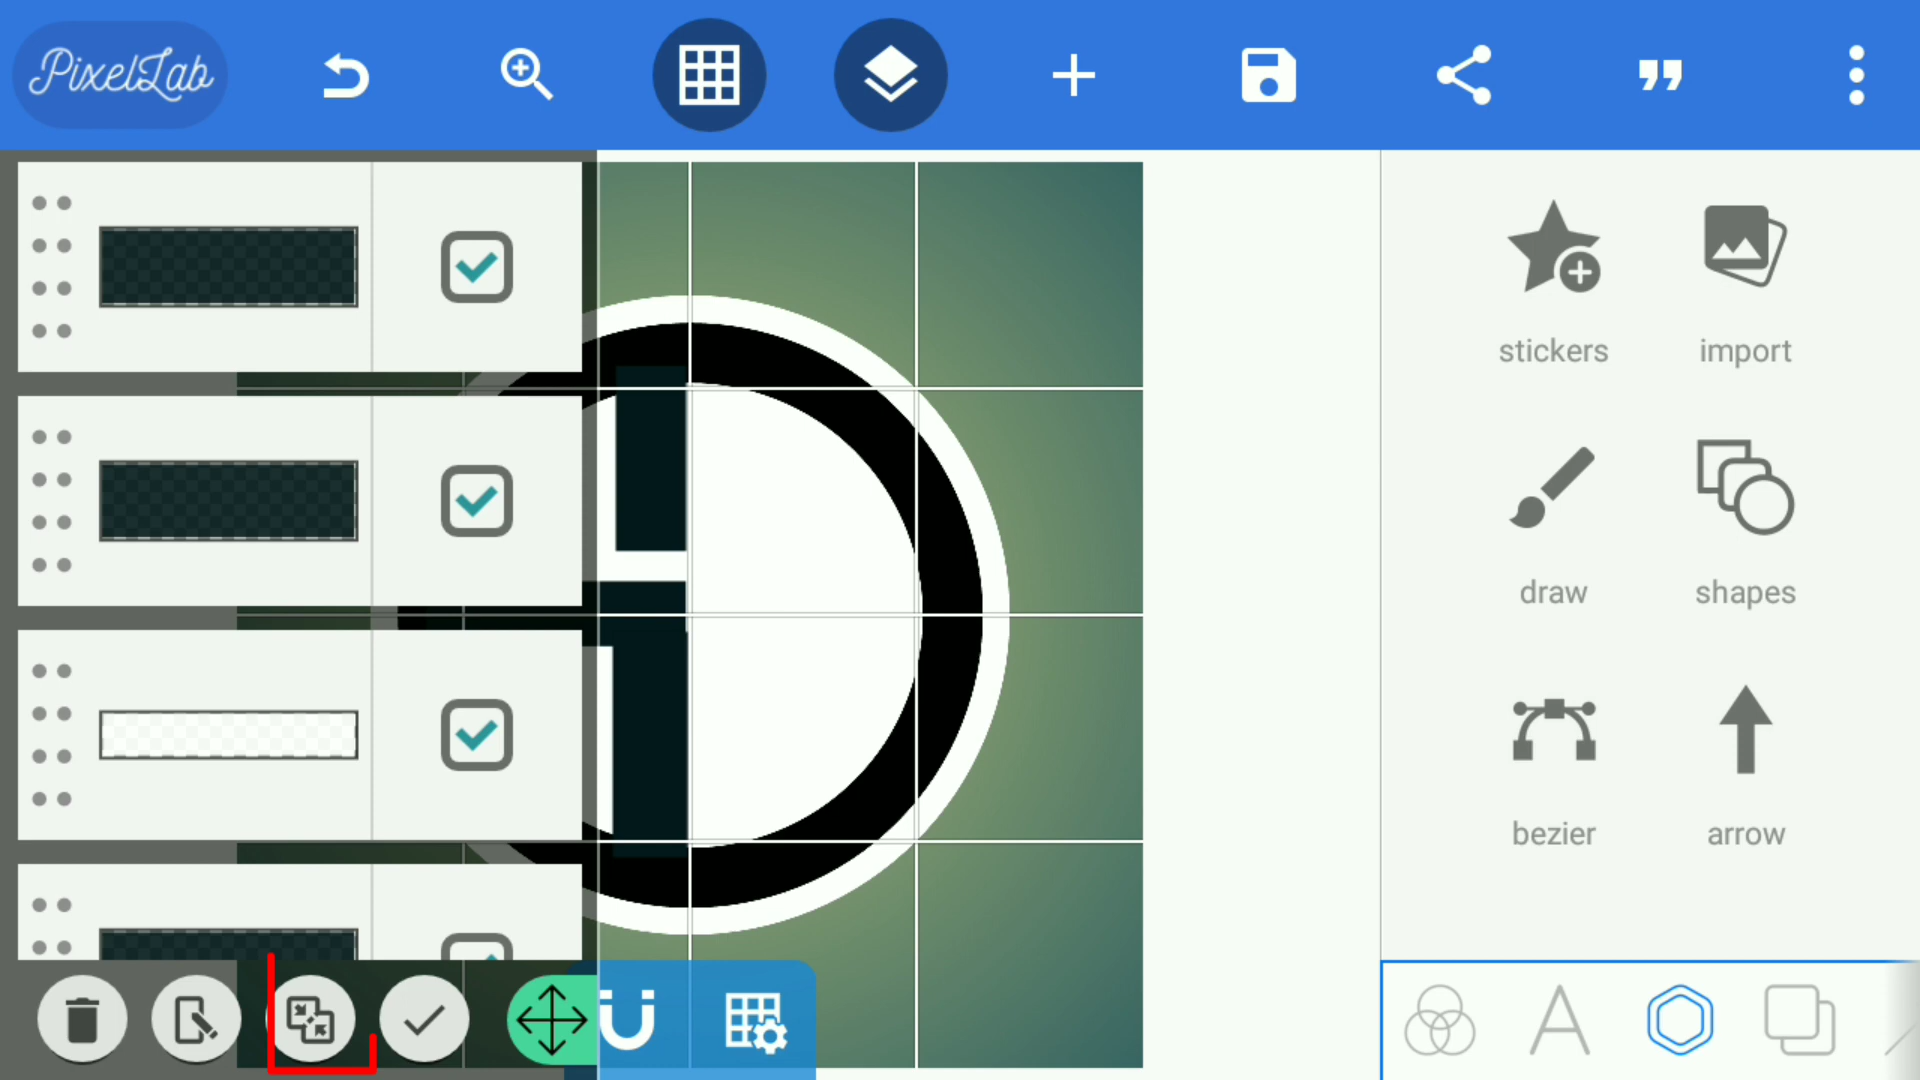 PixelLab
stickers
import
draw
shapes
bezier
arrow